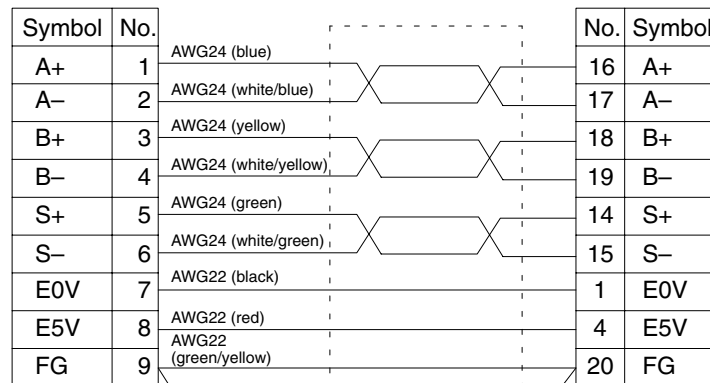 Symbol No. No. Symbol
A+ 1 AWG24 (blue) 16 A+
A– 2 AWG24 (white/blue) 17 A–
B+ 3 AWG24 (yellow) 18 B+
B– 4 AWG24 (white/yellow) 19 B–
S+ 5 AWG24 (green) 14 S+
S– 6 AWG24 (white/green) 15 S–
E0V 7 AWG22 (black) 1 E0V
E5V 8 AWG22 (red) 4 E5V
FG 9 AWG22 20 FG
(green/yellow)